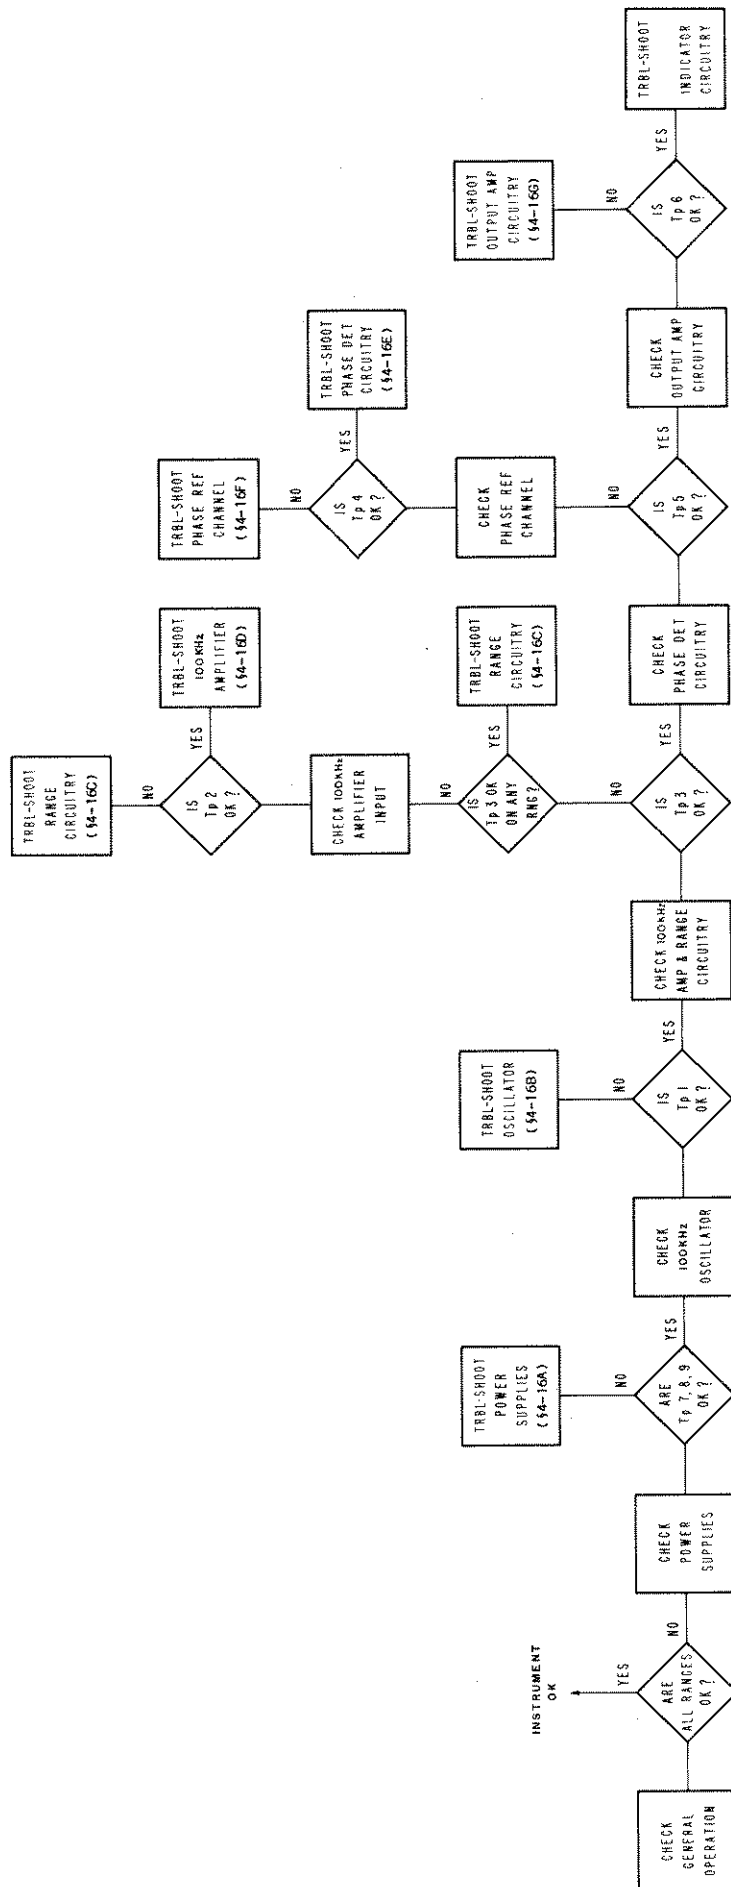 CHECK
GENERAL
OPERATION
ARE
ALL RANGES
OK?
YES
INSTRUMENT
OK
NO
CHECK
POWER
SUPPLIES
ARE
Tp 7, 8, 9
OK?
NO
TRBL-SHOOT
POWER
SUPPLIES
(§4-16A)
YES
CHECK
100KHz
OSCILLATOR
IS
Tp 1
OK?
NO
TRBL-SHOOT
OSCILLATOR
(§4-16B)
YES
CHECK 100KHz
AMP & RANGE
CIRCUITRY
IS
Tp 3
OK?
NO
IS
Tp 3 OK
ON ANY
RNG?
YES
TRBL-SHOOT
RANGE
CIRCUITRY
(§4-16C)
NO
CHECK 100KHz
AMPLIFIER
INPUT
IS
Tp 2
OK?
YES
TRBL-SHOOT
100KHz
AMPLIFIER
(§4-16D)
NO
TRBL-SHOOT
RANGE
CIRCUITRY
(§4-16C)
YES
CHECK
PHASE DET
CIRCUITRY
IS
Tp 5
OK?
NO
CHECK
PHASE REF
CHANNEL
IS
Tp 4
OK?
YES
TRBL-SHOOT
PHASE DET
CIRCUITRY
(§4-16E)
NO
TRBL-SHOOT
PHASE REF
CHANNEL
(§4-16F)
YES
CHECK
OUTPUT AMP
CIRCUITRY
IS
Tp 6
OK?
NO
TRBL-SHOOT
OUTPUT AMP
CIRCUITRY
(§4-16G)
YES
TRBL-SHOOT
INDICATOR
CIRCUITRY